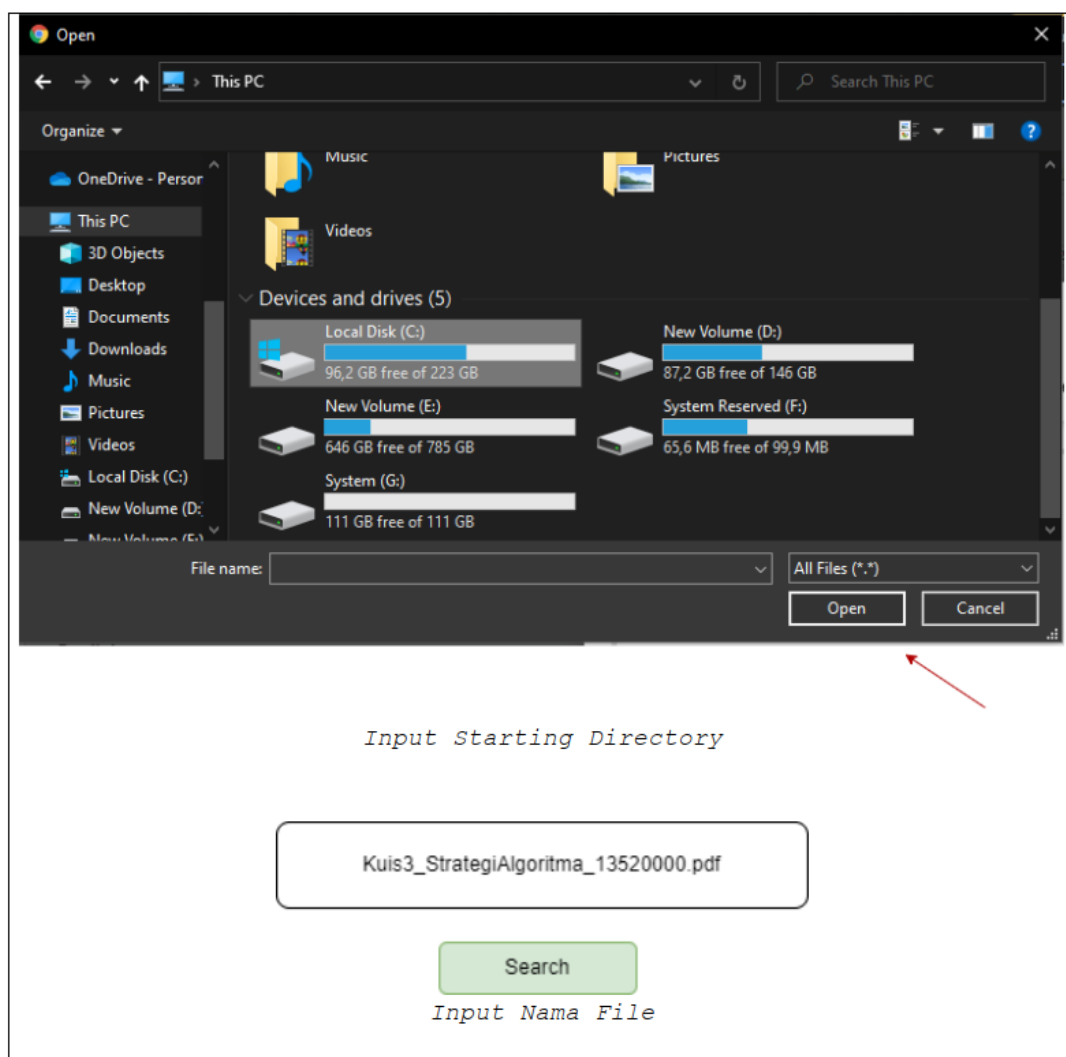 Open
This PC
Search This PC
Organize
OneDrive - Person
This PC
3D Objects
Desktop
Documents
Downloads
Music
Pictures
Videos
Local Disk (C:)
New Volume (D:
New Volume (E:)
Music
Pictures
Videos
Devices and drives (5)
Local Disk (C:)
96,2 GB free of 223 GB
New Volume (D:)
87,2 GB free of 146 GB
New Volume (E:)
646 GB free of 785 GB
System Reserved (F:)
65,6 MB free of 99,9 MB
System (G:)
111 GB free of 111 GB
File name:
All Files (*.*)
Open
Cancel
Input Starting Directory
Kuis3_StrategiAlgoritma_13520000.pdf
Search
Input Nama File